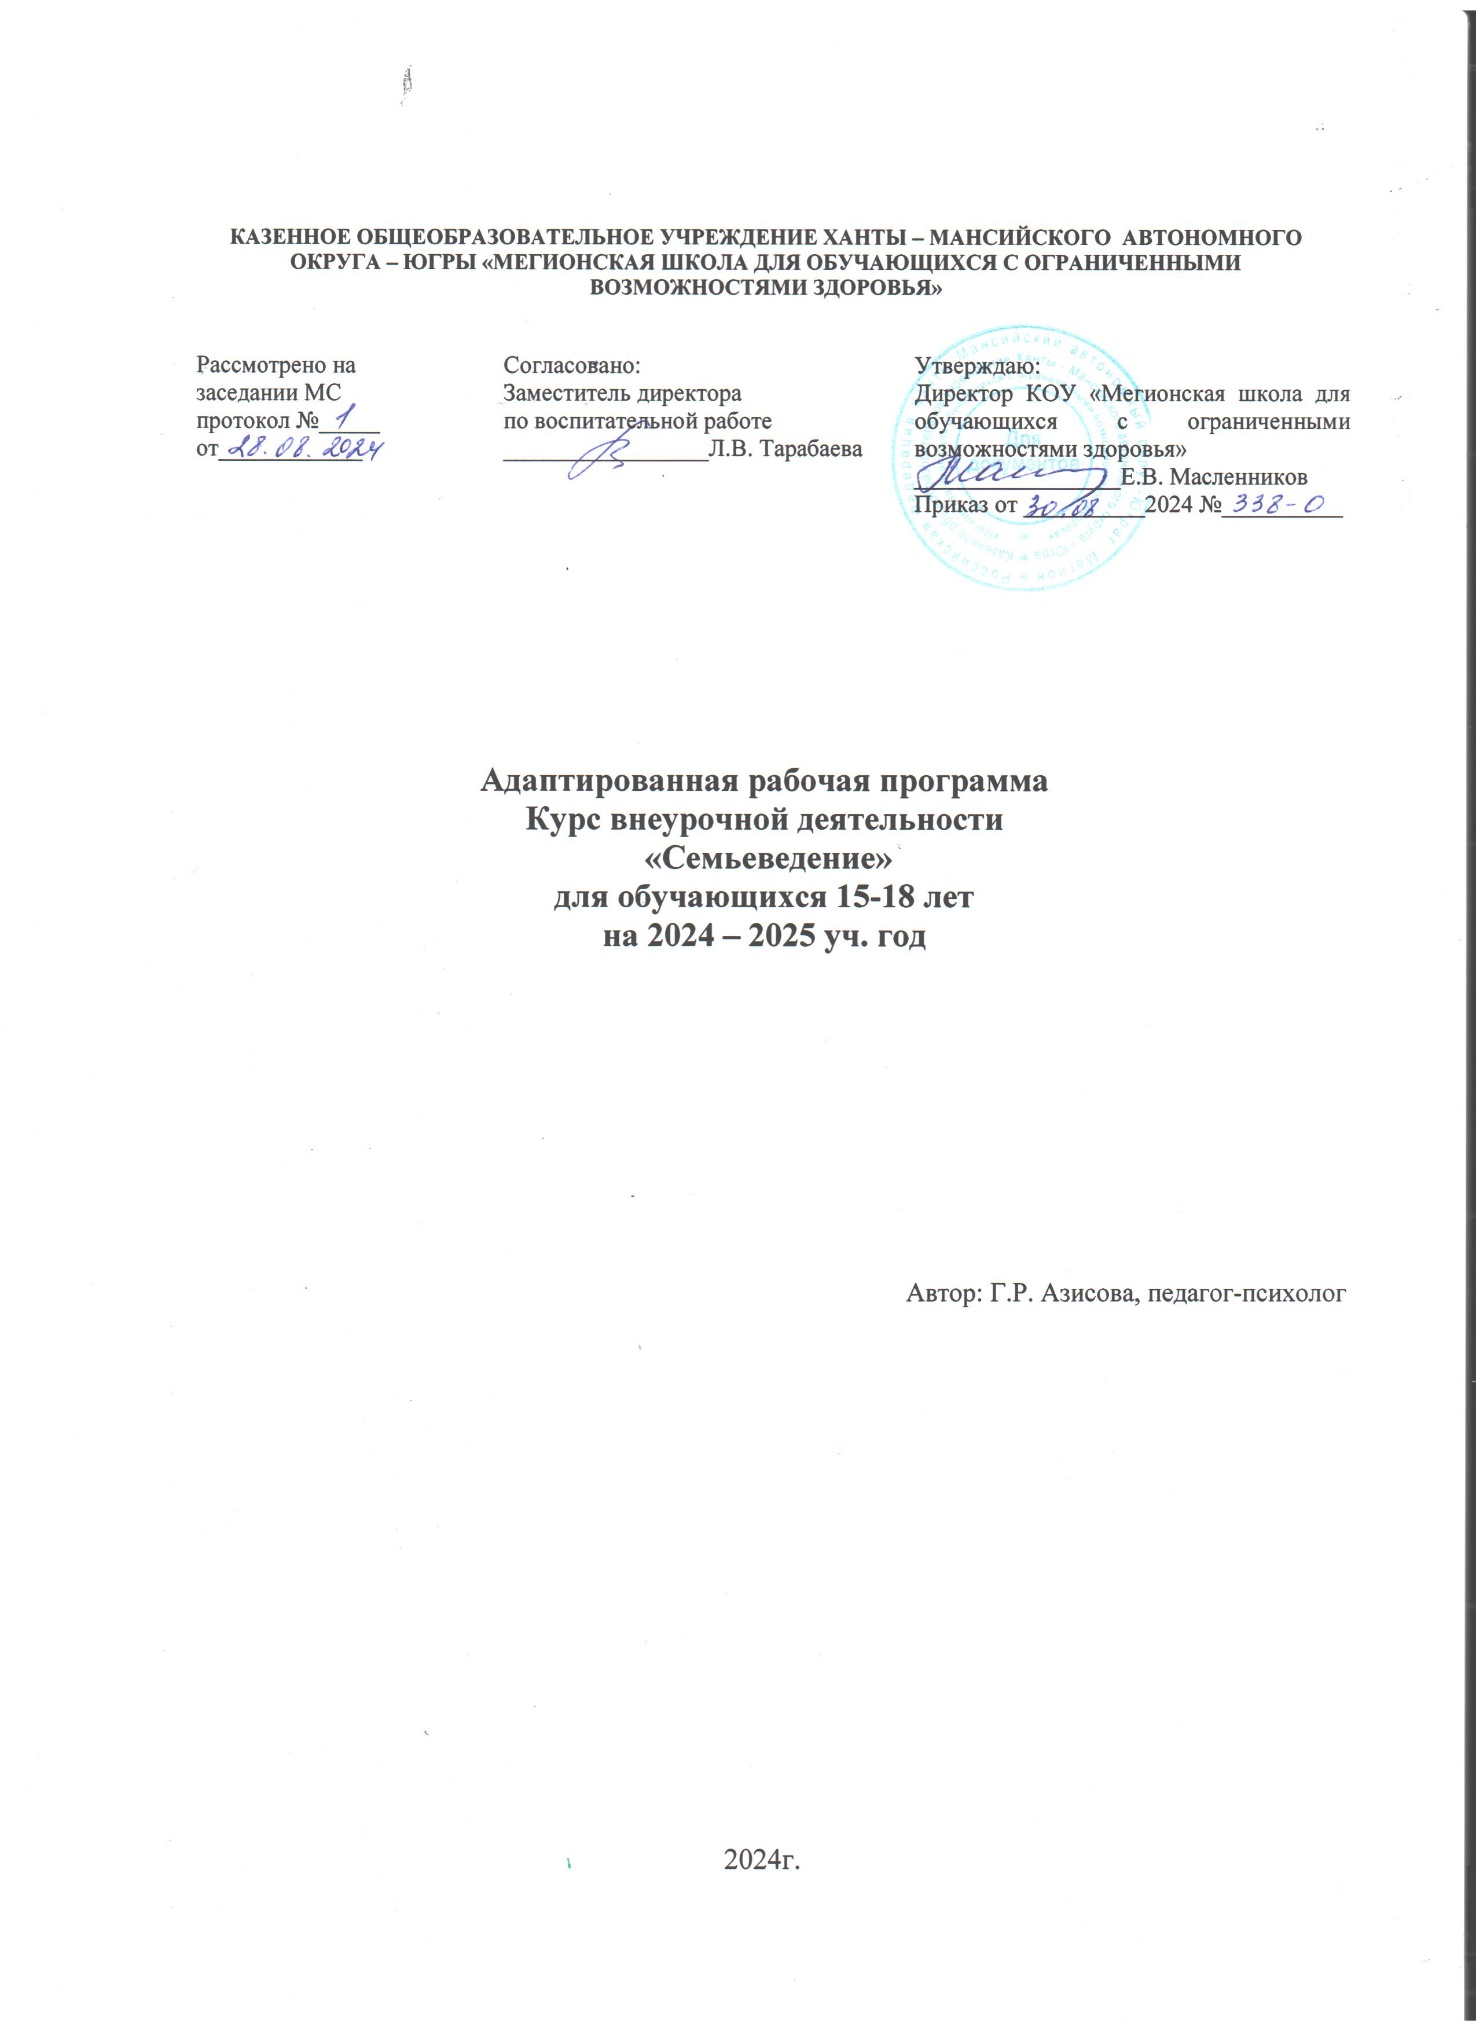 КАЗЕННОЕ ОБЩЕОБРАЗОВАТЕЛЬНОЕ УЧРЕЖДЕНИЕ ХАНТЫ – МАНСИЙСКОГО АВТОНОМНОГО
ОКРУГА – ЮГРЫ «МЕГИОНСКАЯ ШКОЛА ДЛЯ ОБУЧАЮЩИХСЯ С ОГРАНИЧЕННЫМИ
ВОЗМОЖНОСТЯМИ ЗДОРОВЬЯ»
Рассмотрено на
заседании МС
протокол № 1
от 28.08.2024
Согласовано:
Заместитель директора
по воспитательной работе
Л.В. Тарабаева
Утверждаю:
Директор КОУ «Мегионская школа для
обучающихся с ограниченными
возможностями здоровья»
Е.В. Масленников
Приказ от 30.08 2024 № 338-О
Для
документов
Адаптированная рабочая программа
Курс внеурочной деятельности
«Семьеведение»
для обучающихся 15-18 лет
на 2024 – 2025 уч. год
Автор: Г.Р. Азисова, педагог-психолог
2024г.